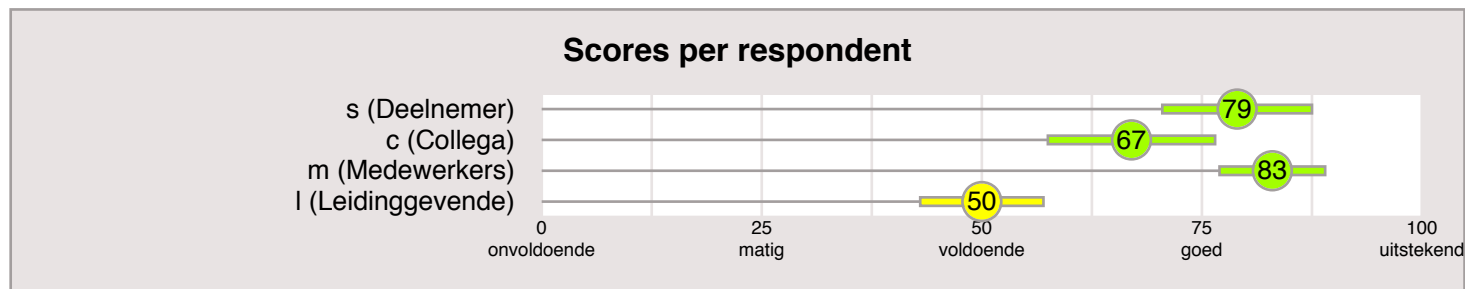 Scores per respondent
s (Deelnemer) 79
c (Collega) 67
m (Medewerkers) 83
l (Leidinggevende) 50
0 25 50 75 100
onvoldoende matig voldoende goed uitstekend